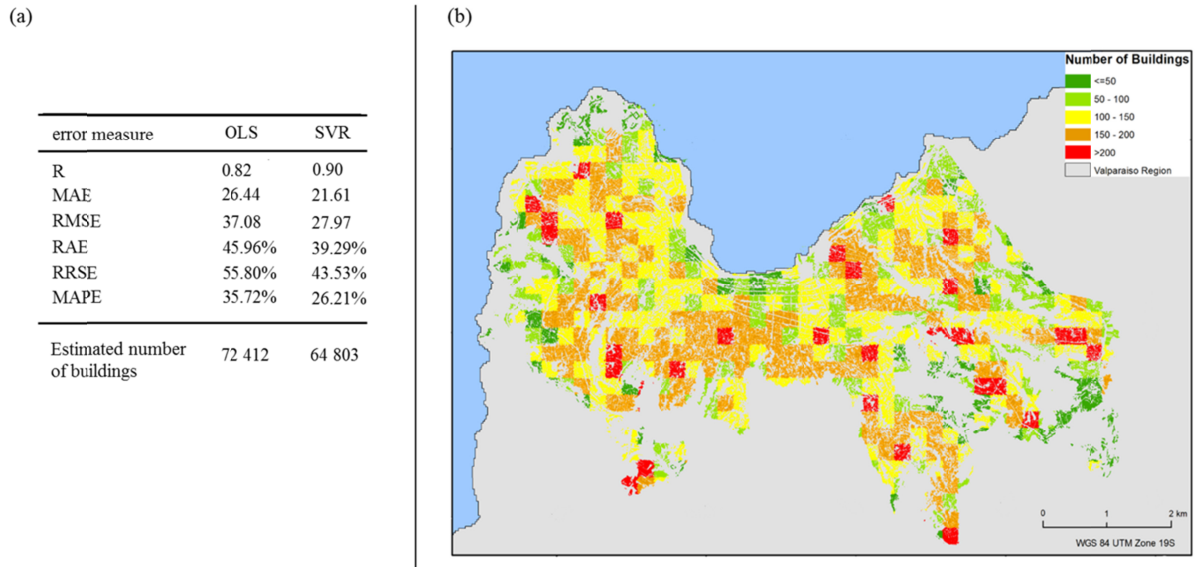 (a)
error measure OLS SVR
R 0.82 0.90
MAE 26.44 21.61
RMSE 37.08 27.97
RAE 45.96% 39.29%
RRSE 55.80% 43.53%
MAPE 35.72% 26.21%
Estimated number
of buildings 72 412 64 803
(b)
Number of Buildings
<=50
50 - 100
100 - 150
150 - 200
>200
Valparaiso Region
0 1 2 km
WGS 84 UTM Zone 19S